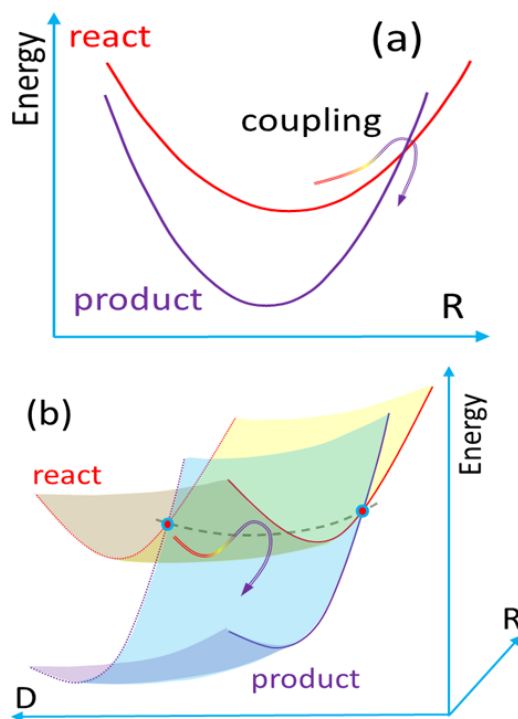 react
(a)
Energy
coupling
product
R
(b)
react
Energy
R
product
D